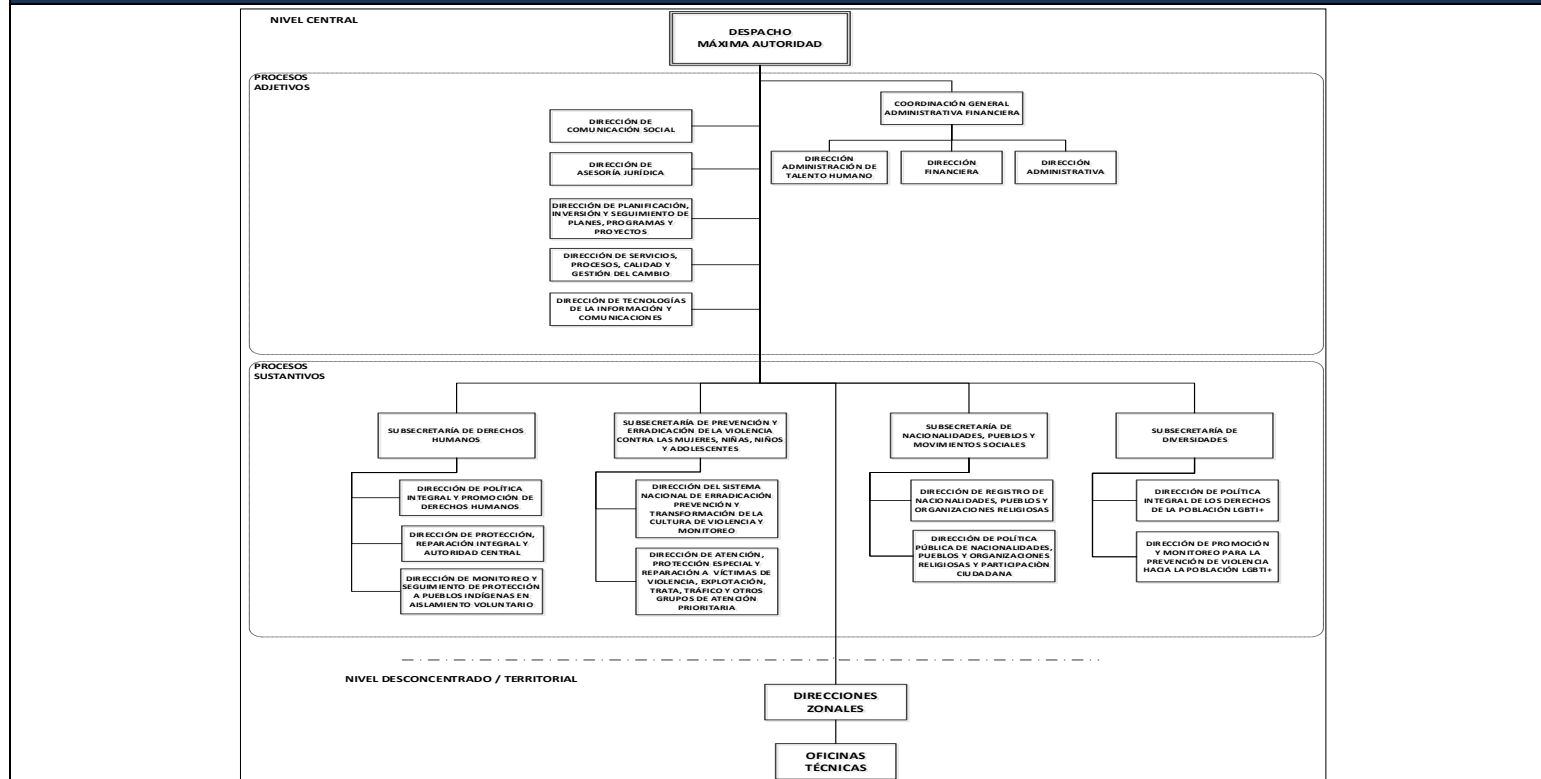 NIVEL CENTRAL
DESPACHO
MÁXIMA AUTORIDAD
PROCESOS
ADJETIVOS
COORDINACIÓN GENERAL
ADMINISTRATIVA FINANCIERA
DIRECCIÓN DE
COMUNICACIÓN SOCIAL
DIRECCIÓN DE
ASESORÍA JURÍDICA
DIRECCIÓN
ADMINISTRACIÓN DE
TALENTO HUMANO
DIRECCIÓN
FINANCIERA
DIRECCIÓN
ADMINISTRATIVA
DIRECCIÓN DE PLANIFICACIÓN,
INVERSIÓN Y SEGUIMIENTO DE
PLANES, PROGRAMAS Y
PROYECTOS
DIRECCIÓN DE SERVICIOS,
PROCESOS, CALIDAD Y
GESTIÓN DEL CAMBIO
DIRECCIÓN DE TECNOLOGÍAS
DE LA INFORMACIÓN Y
COMUNICACIONES
PROCESOS
SUSTANTIVOS
SUBSECRETARÍA DE DERECHOS
HUMANOS
SUBSECRETARÍA DE PREVENCIÓN Y
ERRADICACIÓN DE LA VIOLENCIA
CONTRA LAS MUJERES, NIÑAS, NIÑOS
Y ADOLESCENTES
SUBSECRETARÍA DE
NACIONALIDADES, PUEBLOS Y
MOVIMIENTOS SOCIALES
SUBSECRETARÍA DE
DIVERSIDADES
DIRECCIÓN DE POLÍTICA
INTEGRAL Y PROMOCIÓN DE
DERECHOS HUMANOS
DIRECCIÓN DE PROTECCIÓN,
REPARACIÓN INTEGRAL Y
AUTORIDAD CENTRAL
DIRECCIÓN DE MONITOREO Y
SEGUIMIENTO DE PROTECCIÓN
A PUEBLOS INDÍGENAS EN
AISLAMIENTO VOLUNTARIO
DIRECCIÓN DEL SISTEMA
NACIONAL DE ERRADICACIÓN
PREVENCIÓN Y
TRANSFORMACIÓN DE LA
CULTURA DE VIOLENCIA Y
MONITOREO
DIRECCIÓN DE ATENCIÓN,
PROTECCIÓN ESPECIAL Y
REPARACIÓN A VÍCTIMAS DE
VIOLENCIA, EXPLOTACIÓN,
TRATA, TRÁFICO Y OTROS
GRUPOS DE ATENCIÓN
PRIORITARIA
DIRECCIÓN DE REGISTRO DE
NACIONALIDADES, PUEBLOS Y
ORGANIZACIONES RELIGIOSAS
DIRECCIÓN DE POLÍTICA
PÚBLICA DE NACIONALIDADES,
PUEBLOS Y ORGANIZACIONES
RELIGIOSAS Y PARTICIPACIÒN
CIUDADANA
DIRECCIÓN DE POLÍTICA
INTEGRAL DE LOS DERECHOS
DE LA POBLACIÓN LGBTI+
DIRECCIÓN DE PROMOCIÓN
Y MONITOREO PARA LA
PREVENCIÓN DE VIOLENCIA
HACIA LA POBLACIÓN LGBTI+
NIVEL DESCONCENTRADO / TERRITORIAL
DIRECCIONES
ZONALES
OFICINAS
TÉCNICAS